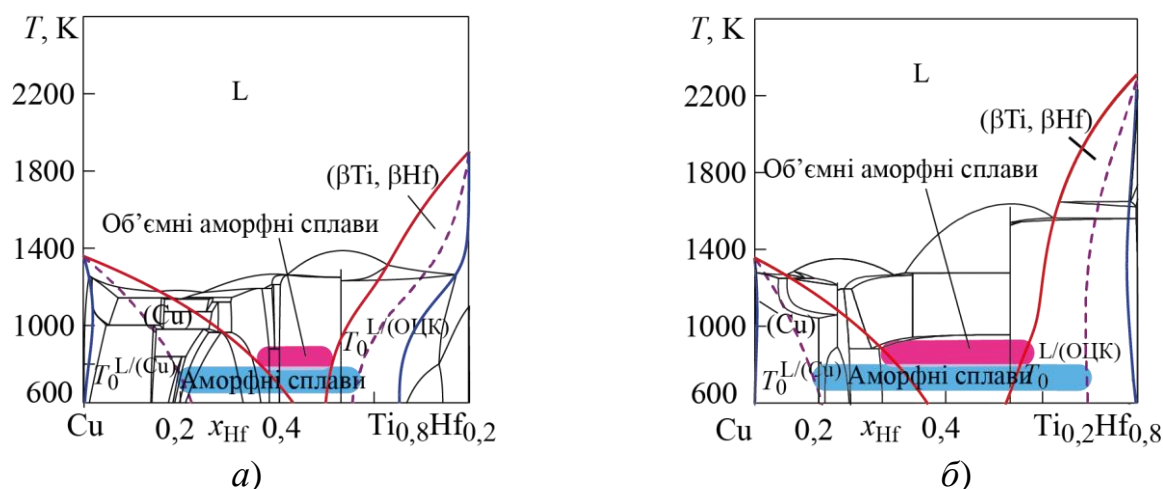 T, K
2200
1800
1400
1000
600
L
(βTi, βHf)
Об’ємні аморфні сплави
(Cu)
T₀ᴸ/⁽ᴼЦᴷ⁾
T₀ᴸ/⁽ᶜᵘ⁾
Аморфні сплави
Cu 0,2 xHf 0,4 Ti0,8Hf0,2
а)
T, K
2200
1800
1400
1000
600
L
(βTi, βHf)
Об’ємні аморфні сплави
(Cu)
L/(ОЦК)
T₀
T₀ᴸ/⁽ᶜᵘ⁾
Аморфні сплави
Cu 0,2 xHf 0,4 Ti0,2Hf0,8
б)